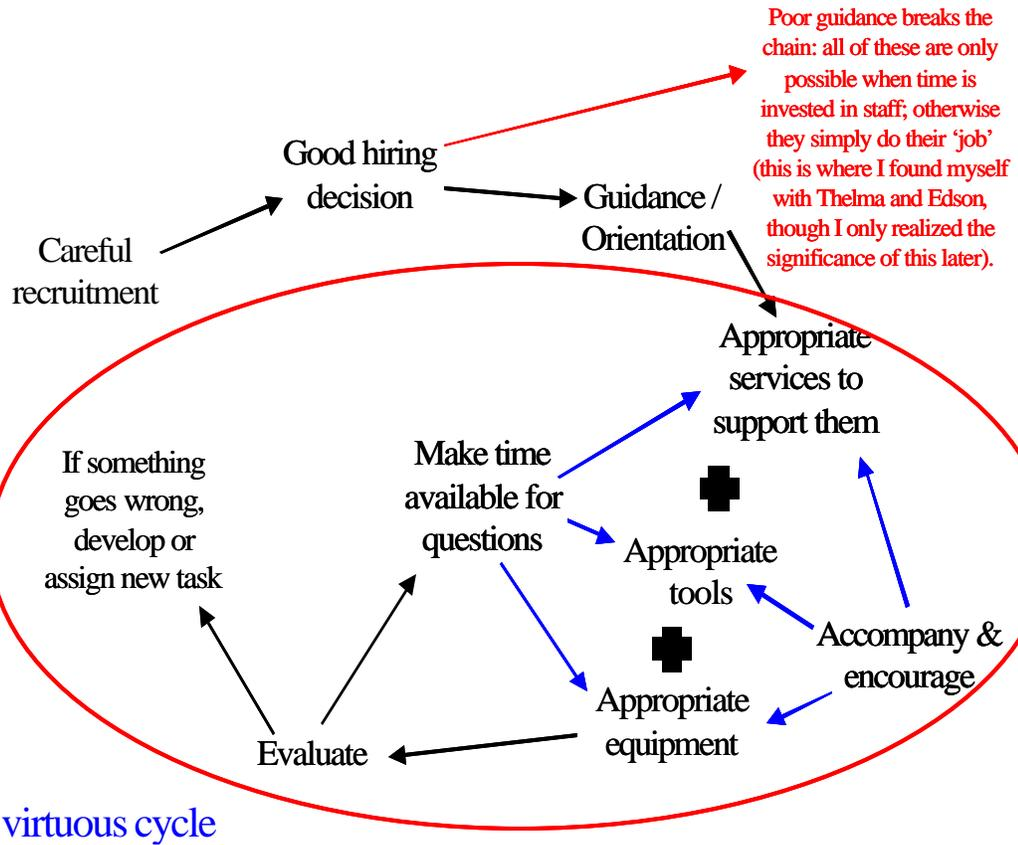 Poor guidance breaks the
chain: all of these are only
possible when time is
invested in staff; otherwise
they simply do their ‘job’
(this is where I found myself
with Thelma and Edson,
though I only realized the
significance of this later).
Good hiring
decision
Guidance /
Orientation
Careful
recruitment
Appropriate
services to
support them
If something
goes wrong,
develop or
assign new task
Make time
available for
questions
Appropriate
tools
Accompany &
encourage
Appropriate
equipment
Evaluate
virtuous cycle